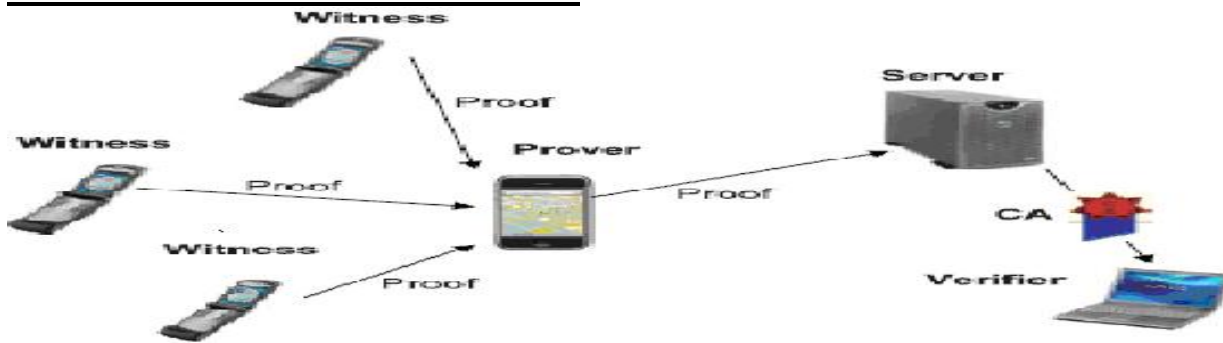 Witness
Server
Proof
Witness
Prover
Proof
Proof
CA
Witness
Proof
Verifier